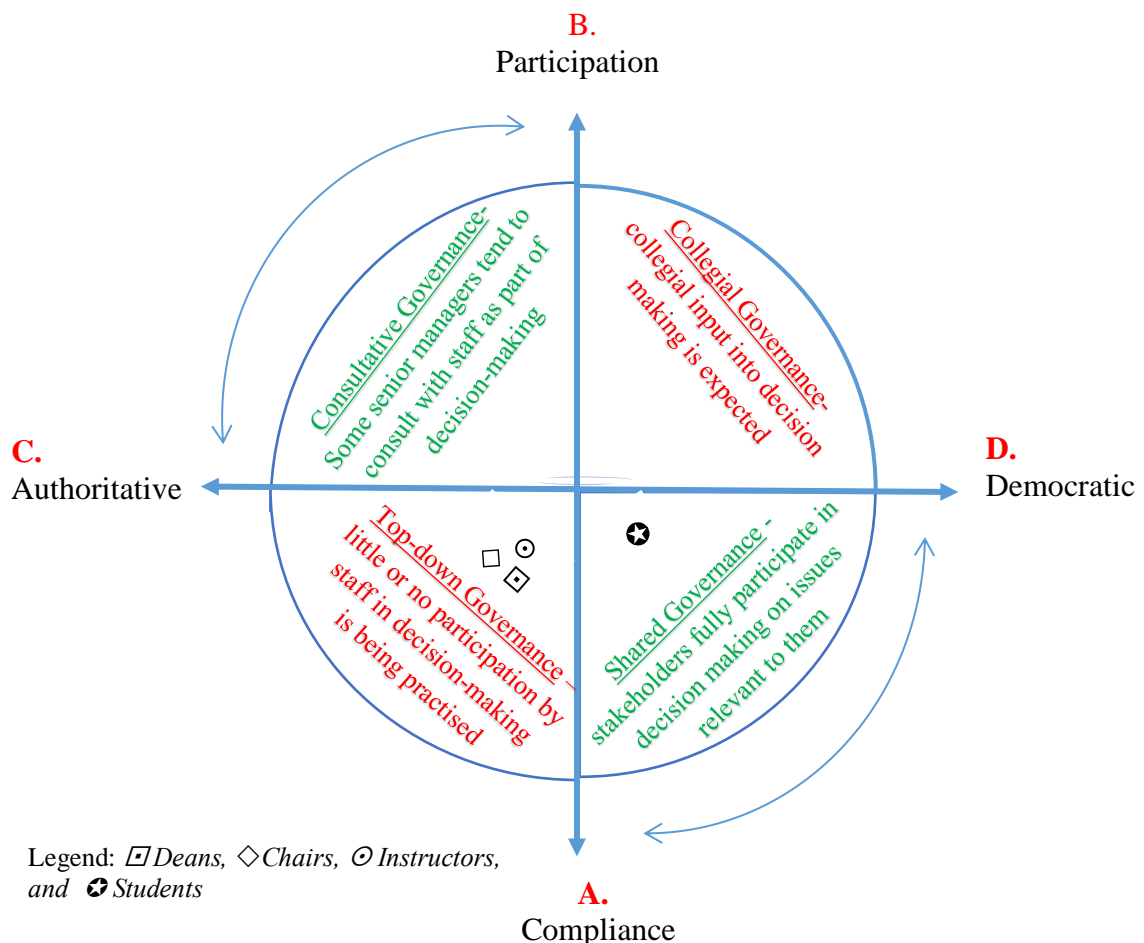 B.
Participation
Consultative Governance-
Some senior managers tend to
consult with staff as part of
decision-making
Collegial Governance-
collegial input into decision
making is expected
C.
Authoritative
D.
Democratic
Top-down Governance –
little or no participation by
staff in decision-making
is being practised
Shared Governance -
stakeholders fully participate in
decision making on issues
relevant to them
Legend: Deans, Chairs, Instructors,
and Students
A.
Compliance